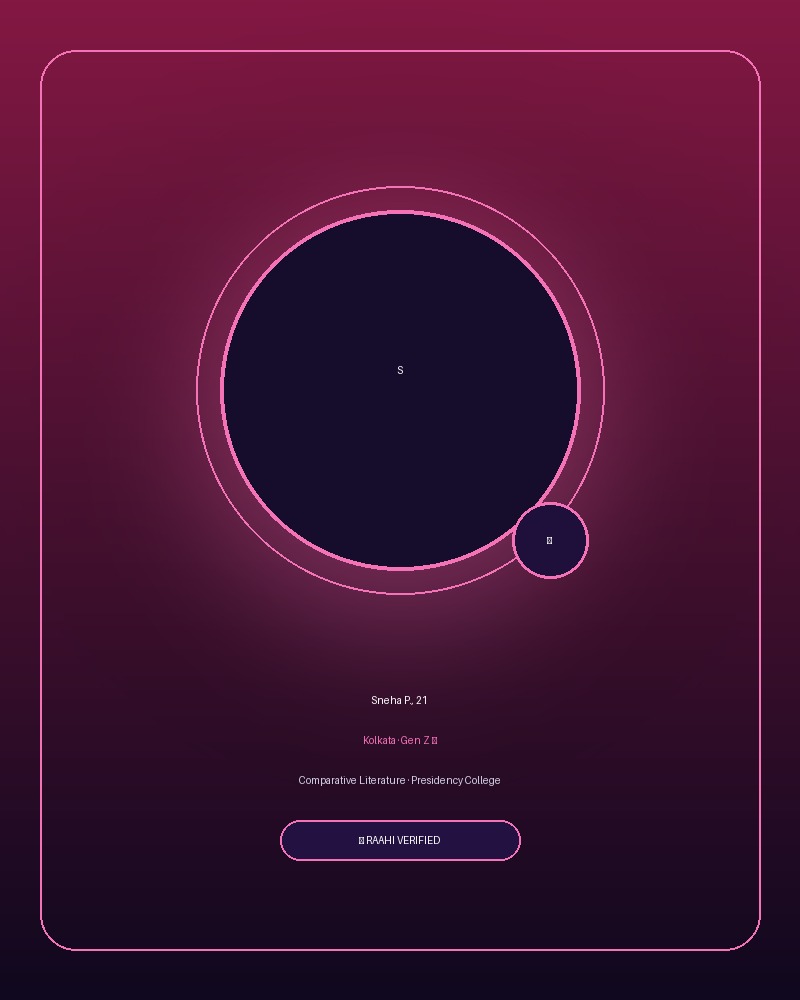 S
Sneha P., 21
Kolkata · Gen Z
Comparative Literature · Presidency College
RAAHI VERIFIED